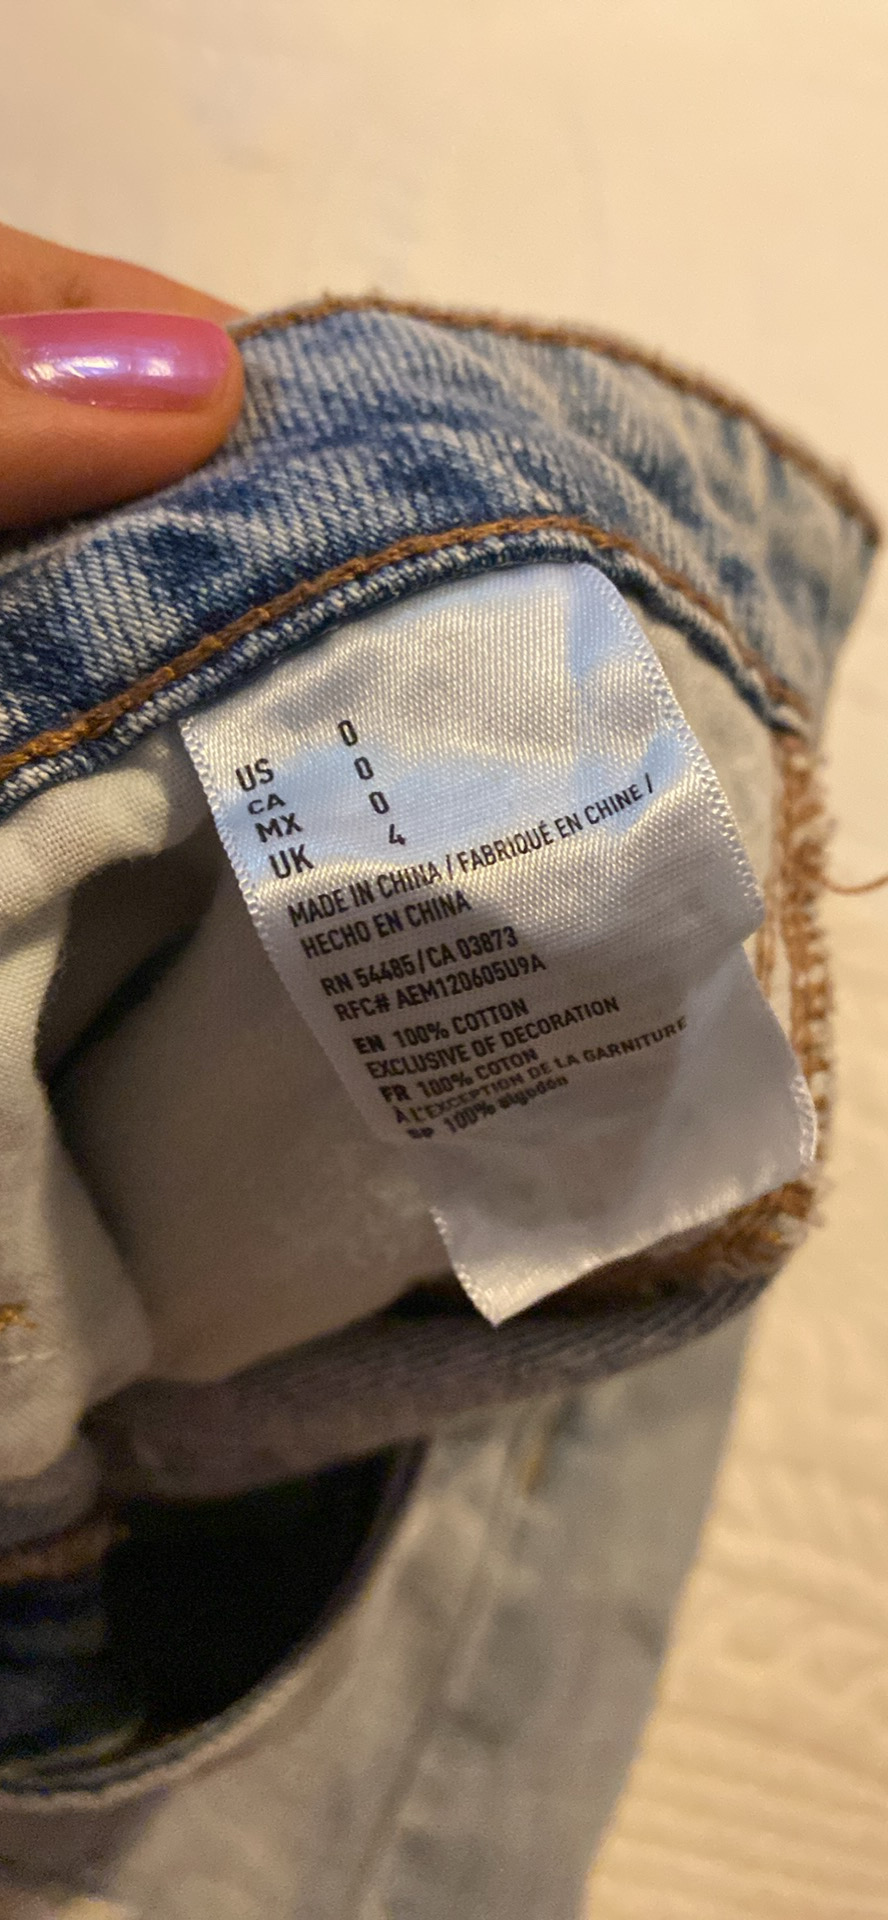 US 0
CA 0
MX 0
UK 4
MADE IN CHINA / FABRIQUÉ EN CHINE /
HECHO EN CHINA
RN 54485/CA 03873
RFC# AEM120605U9A
EN 100% COTTON
EXCLUSIVE OF DECORATION
FR 100% COTON
À L'EXCEPTION DE LA GARNITURE
SP 100% algodón